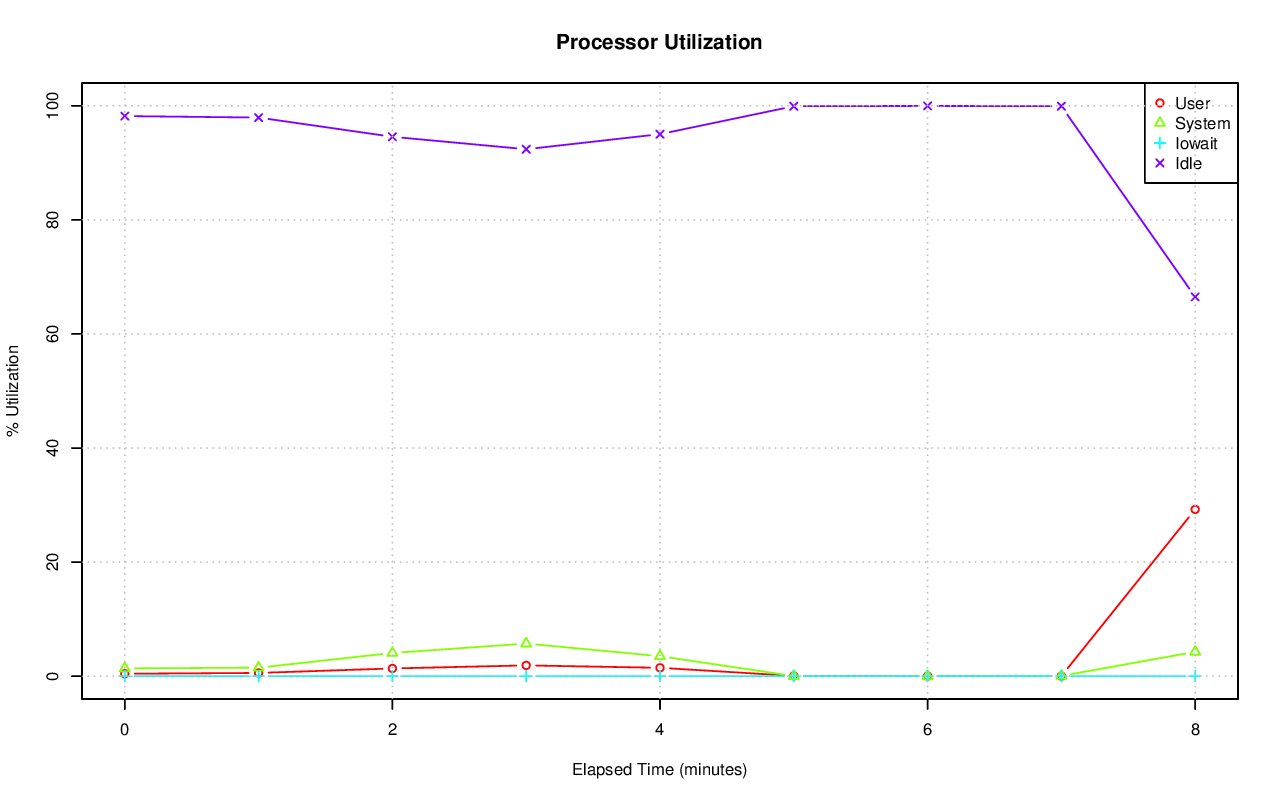 Processor Utilization
100
80
60
40
20
0
% Utilization
User
System
Iowait
Idle
0 2 4 6 8
Elapsed Time (minutes)